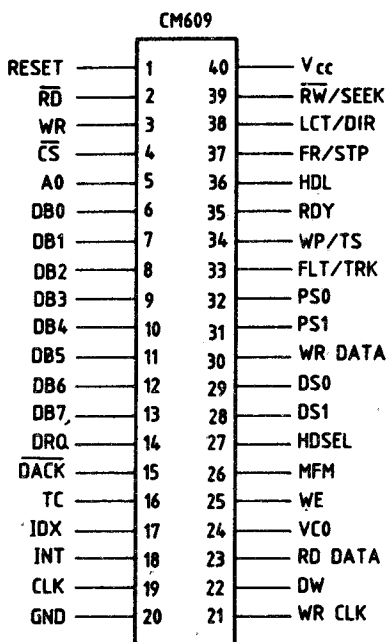 CM609
RESET 1 40 Vcc
RD 2 39 RW/SEEK
WR 3 38 LCT/DIR
CS 4 37 FR/STP
A0 5 36 HDL
DB0 6 35 RDY
DB1 7 34 WP/TS
DB2 8 33 FLT/TRK
DB3 9 32 PS0
DB4 10 31 PS1
DB5 11 30 WR DATA
DB6 12 29 DS0
DB7 13 28 DS1
DRQ 14 27 HDSEL
DACK 15 26 MFM
TC 16 25 WE
IDX 17 24 VCO
INT 18 23 RD DATA
CLK 19 22 DW
GND 20 21 WR CLK